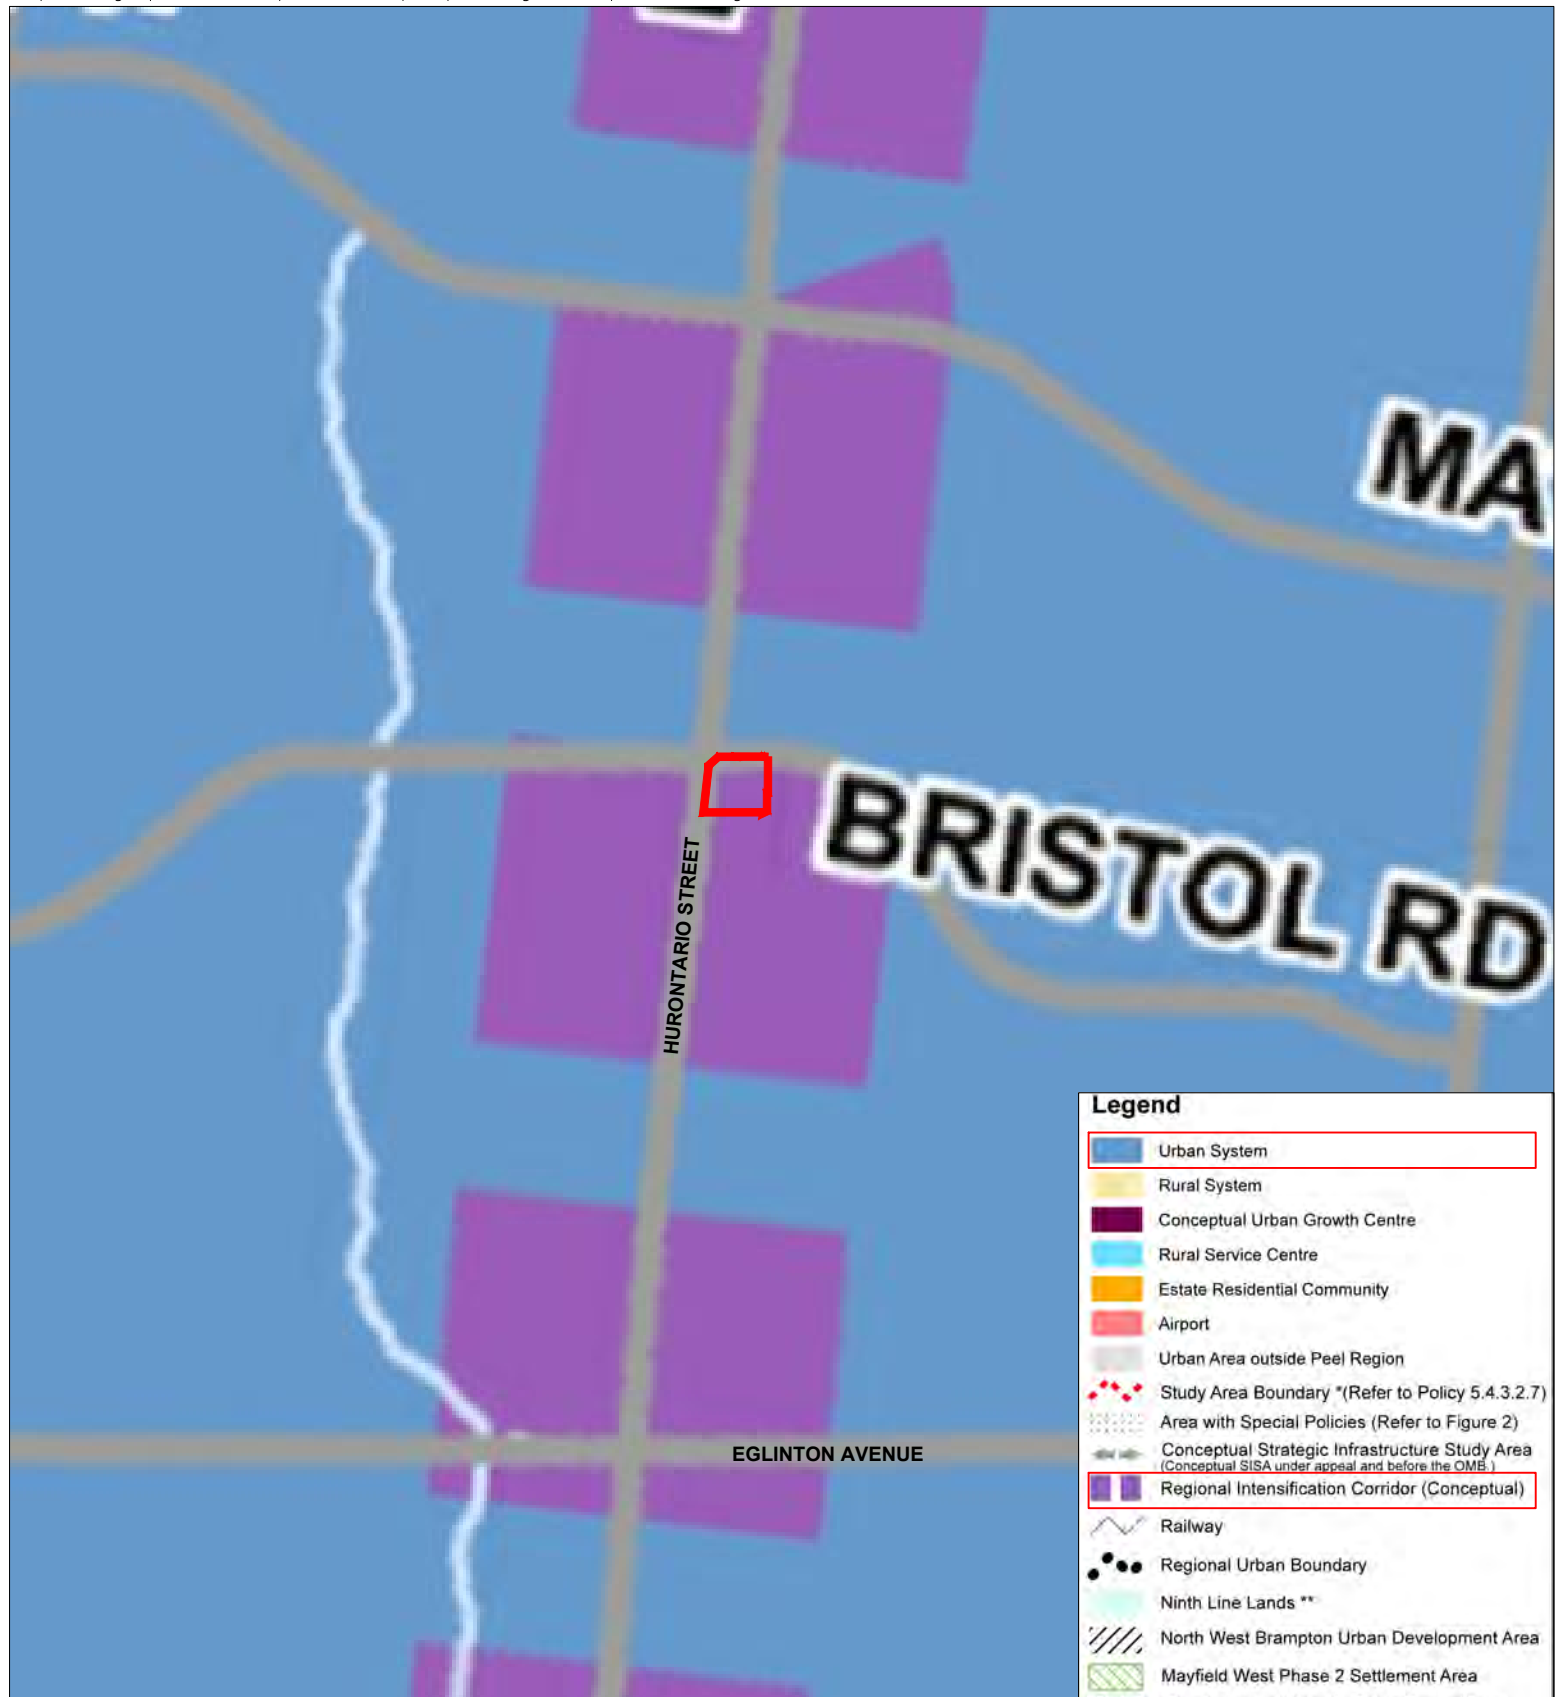 MA
BRISTOL RD
HURONTARIO STREET
EGLINTON AVENUE
Legend
Urban System
Rural System
Conceptual Urban Growth Centre
Rural Service Centre
Estate Residential Community
Airport
Urban Area outside Peel Region
Study Area Boundary *(Refer to Policy 5.4.3.2.7)
Area with Special Policies (Refer to Figure 2)
Conceptual Strategic Infrastructure Study Area
(Conceptual SISA under appeal and before the OMB )
Regional Intensification Corridor (Conceptual)
Railway
Regional Urban Boundary
Ninth Line Lands **
North West Brampton Urban Development Area
Mayfield West Phase 2 Settlement Area